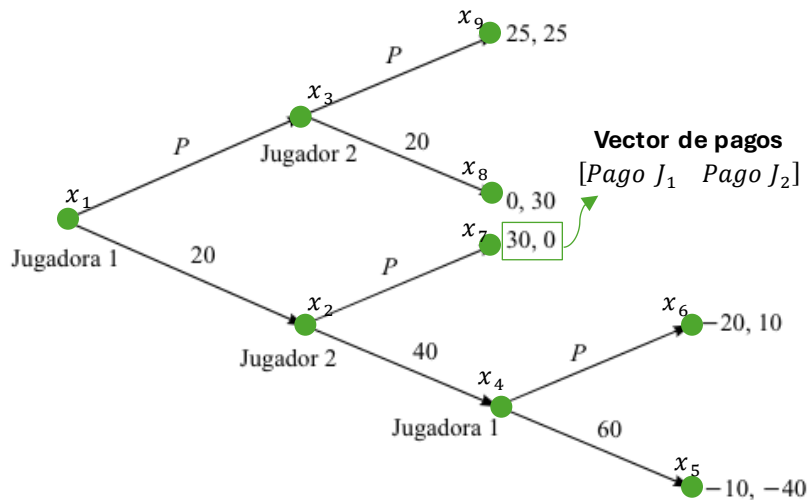 x₉
25, 25
P
x₃
Jugador 2
20
P
Vector de pagos
[Pago J₁ Pago J₂]
x₈
0, 30
x₁
Jugadora 1
20
x₇
30, 0
P
x₂
Jugador 2
40
x₆
−20, 10
P
x₄
Jugadora 1
60
x₅
−10, −40